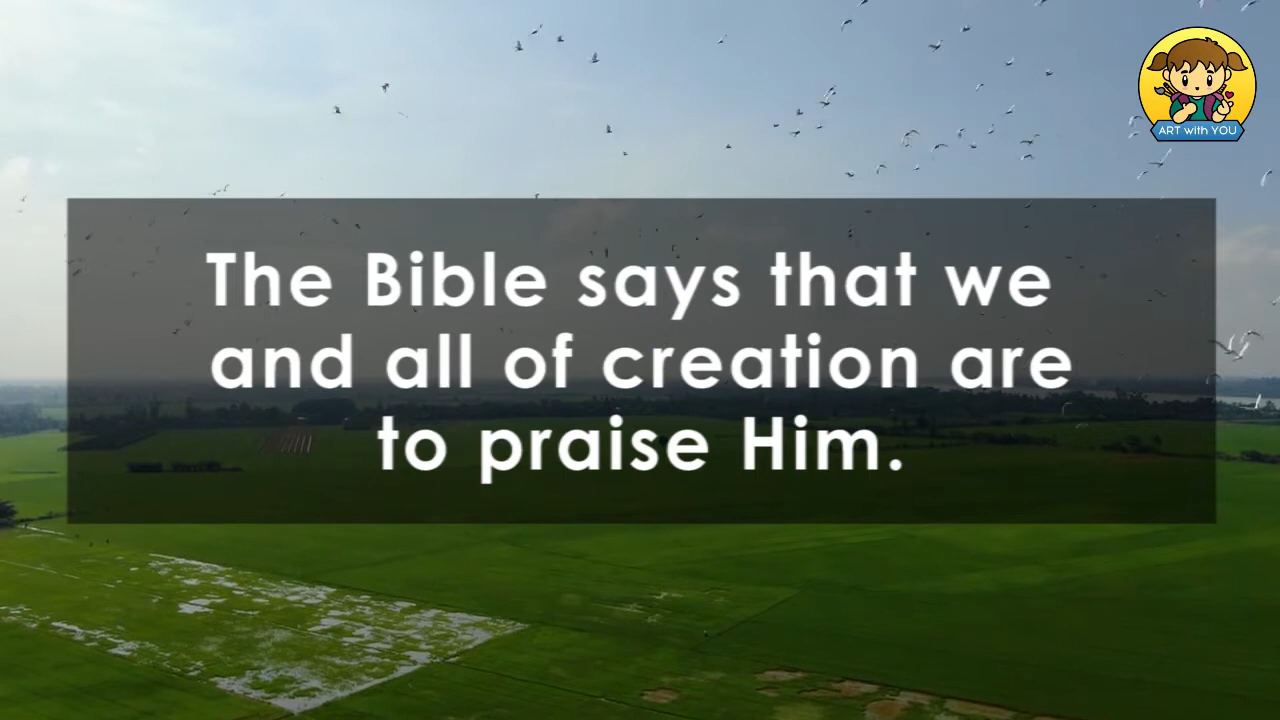 ART with YOU
The Bible says that we
and all of creation are
to praise Him.